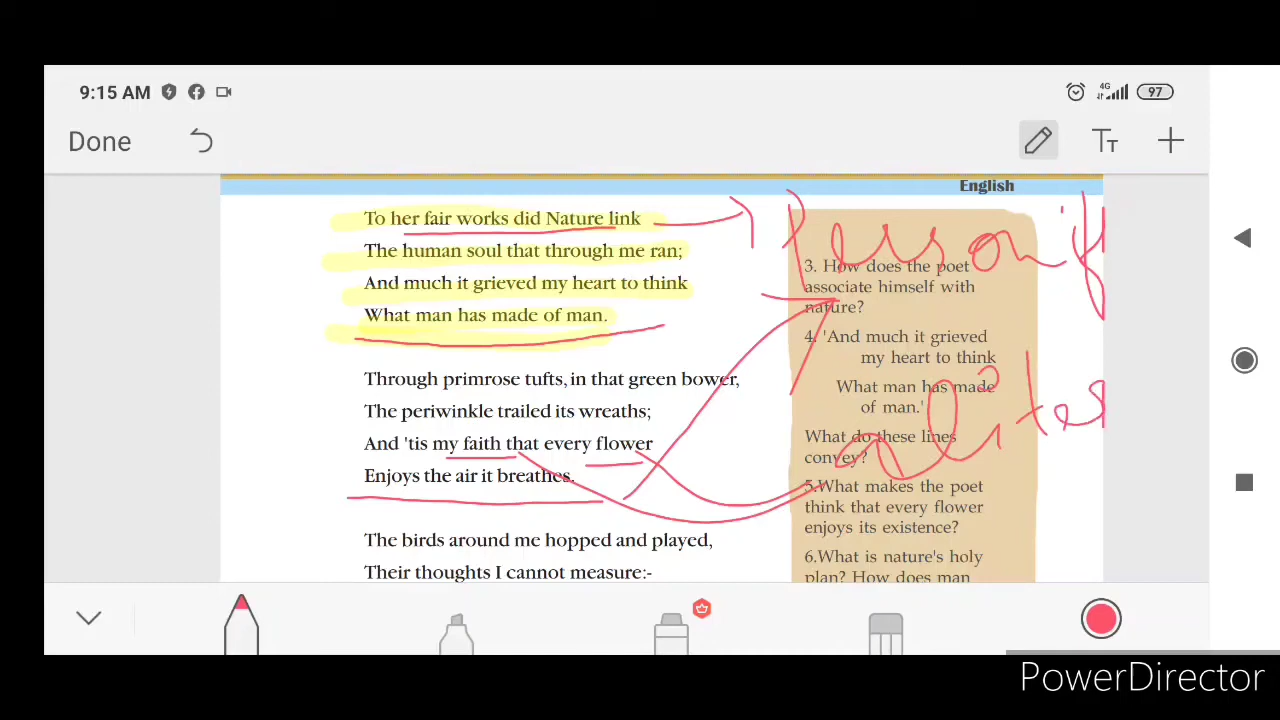 9:15 AM
4G
97
Done
TT
English
To her fair works did Nature link
The human soul that through me ran;
And much it grieved my heart to think
What man has made of man.
Through primrose tufts, in that green bower,
The periwinkle trailed its wreaths;
And 'tis my faith that every flower
Enjoys the air it breathes.
The birds around me hopped and played,
Their thoughts I cannot measure:-
Personif
3. How does the poet
associate himself with
nature?
4. 'And much it grieved
my heart to think
What man has made
of man.'
aliter
What do these lines
convey?
5.What makes the poet
think that every flower
enjoys its existence?
6.What is nature's holy
plan? How does man
PowerDirector